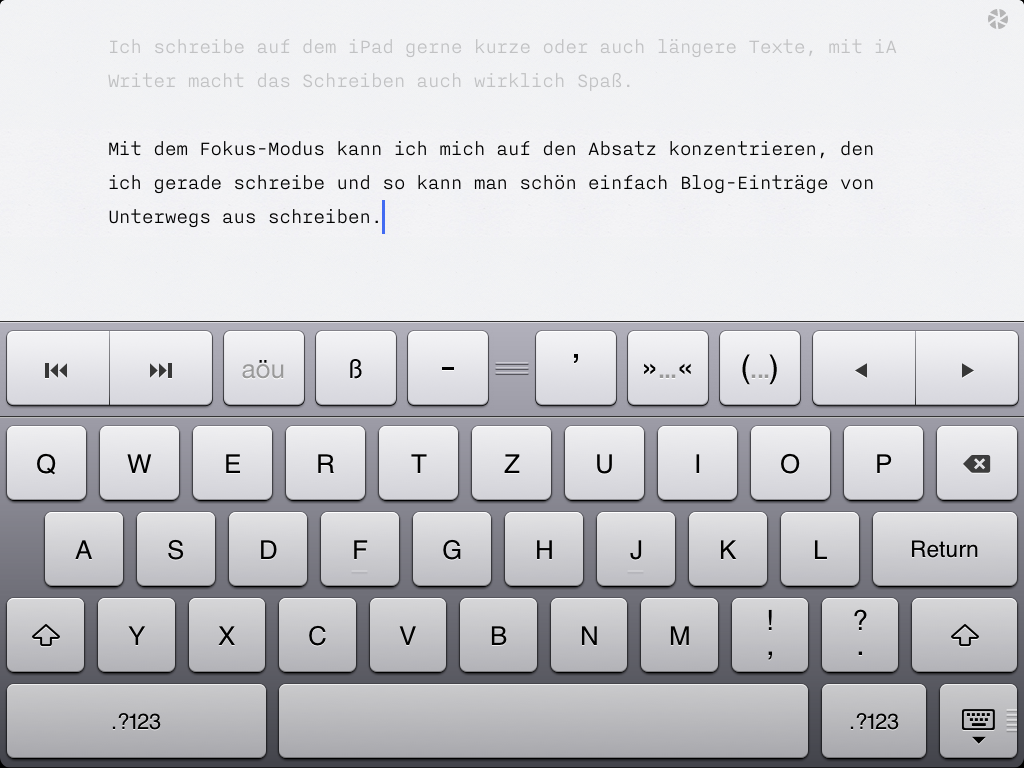 Ich schreibe auf dem iPad gerne kurze oder auch längere Texte, mit iA
Writer macht das Schreiben auch wirklich Spaß.
Mit dem Fokus-Modus kann ich mich auf den Absatz konzentrieren, den
ich gerade schreibe und so kann man schön einfach Blog-Einträge von
Unterwegs aus schreiben.
aöu ß - ’ »…« (…)
Q W E R T Z U I O P
A S D F G H J K L Return
Y X C V B N M ! , ? .
.?123 .?123